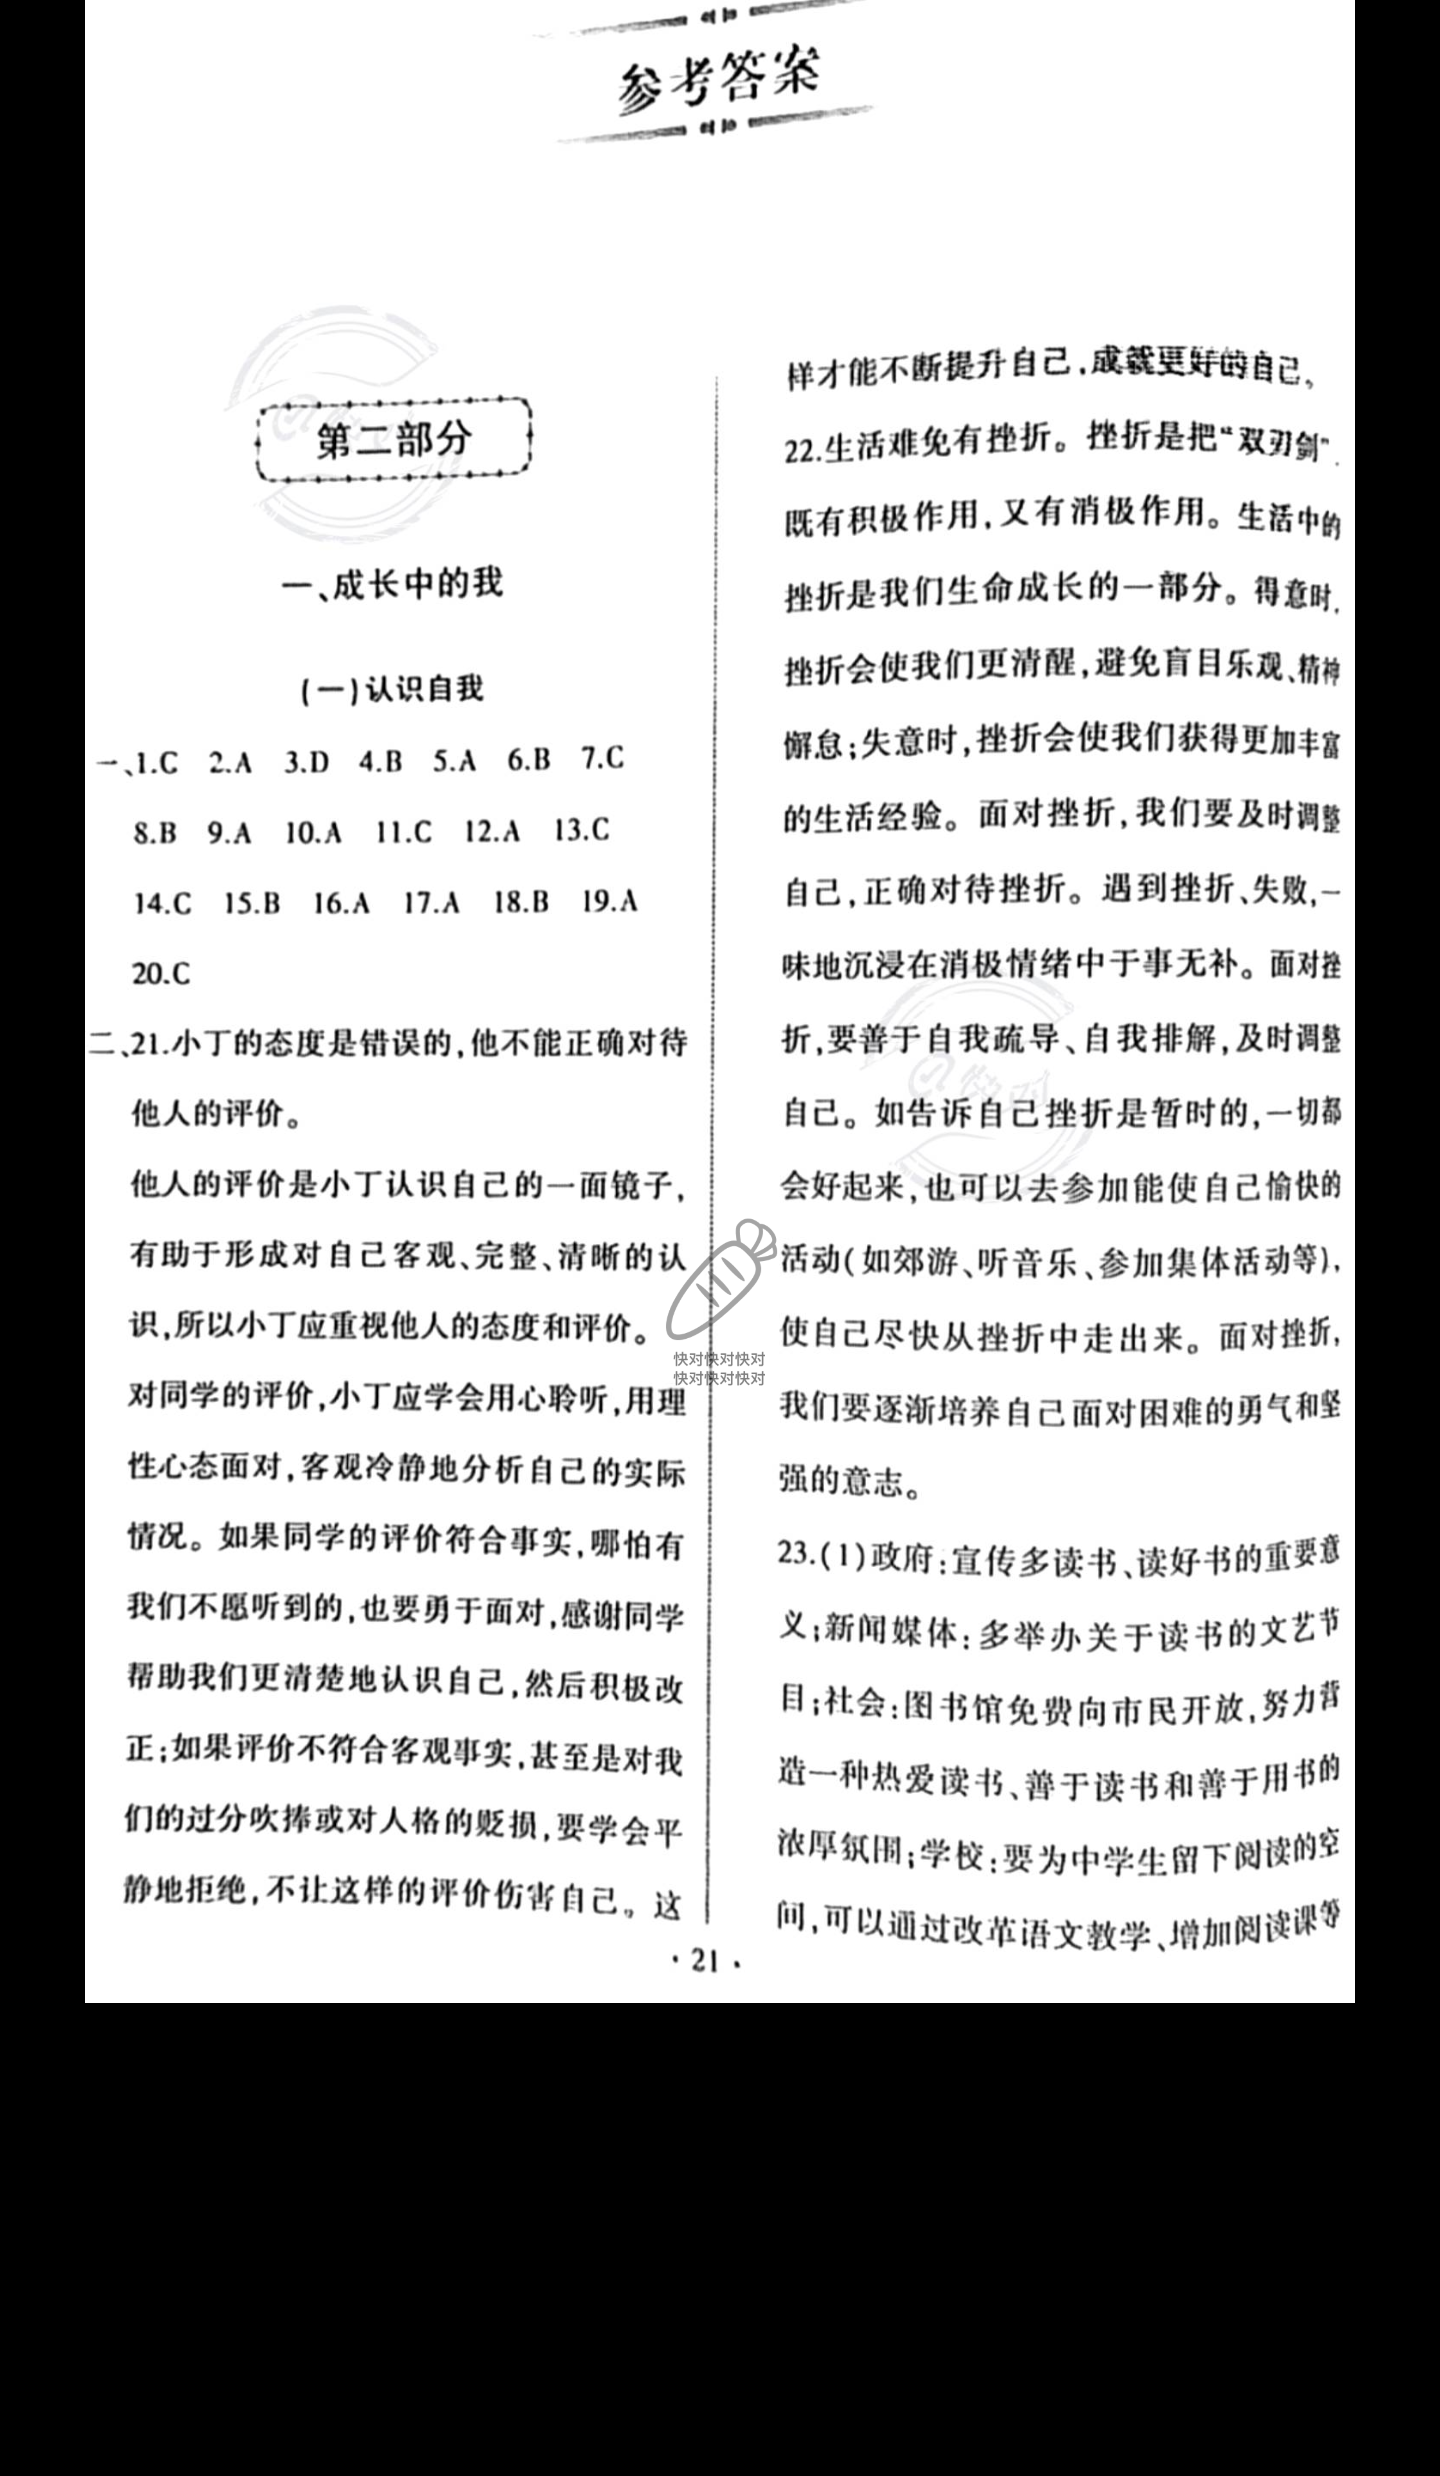 参考答案
第二部分
一、成长中的我
(一)认识自我
一、1.C 2.A 3.D 4.B 5.A 6.B 7.C
8.B 9.A 10.A 11.C 12.A 13.C
14.C 15.B 16.A 17.A 18.B 19.A
20.C
二、21.小丁的态度是错误的,他不能正确对待
他人的评价。
他人的评价是小丁认识自己的一面镜子,
有助于形成对自己客观、完整、清晰的认
识,所以小丁应重视他人的态度和评价。
对同学的评价,小丁应学会用心聆听,用理
性心态面对,客观冷静地分析自己的实际
情况。如果同学的评价符合事实,哪怕有
我们不愿听到的,也要勇于面对,感谢同学
帮助我们更清楚地认识自己,然后积极改
正;如果评价不符合客观事实,甚至是对我
们的过分吹捧或对人格的贬损,要学会平
静地拒绝,不让这样的评价伤害自己。这
样才能不断提升自己,成就更好的自己。
22.生活难免有挫折。挫折是把“双刃剑”,
既有积极作用,又有消极作用。生活中的
挫折是我们生命成长的一部分。得意时,
挫折会使我们更清醒,避免盲目乐观、精神
懈怠;失意时,挫折会使我们获得更加丰富
的生活经验。面对挫折,我们要及时调整
自己,正确对待挫折。遇到挫折、失败,一
味地沉浸在消极情绪中于事无补。面对挫
折,要善于自我疏导、自我排解,及时调整
自己。如告诉自己挫折是暂时的,一切都
会好起来,也可以去参加能使自己愉快的
活动(如郊游、听音乐、参加集体活动等),
使自己尽快从挫折中走出来。面对挫折,
我们要逐渐培养自己面对困难的勇气和坚
强的意志。
23.(1)政府:宣传多读书、读好书的重要意
义;新闻媒体:多举办关于读书的文艺节
目;社会:图书馆免费向市民开放,努力营
造一种热爱读书、善于读书和善于用书的
浓厚氛围;学校:要为中学生留下阅读的空
间,可以通过改革语文教学、增加阅读课等
快对快对快对
快对快对快对
快对
·21·